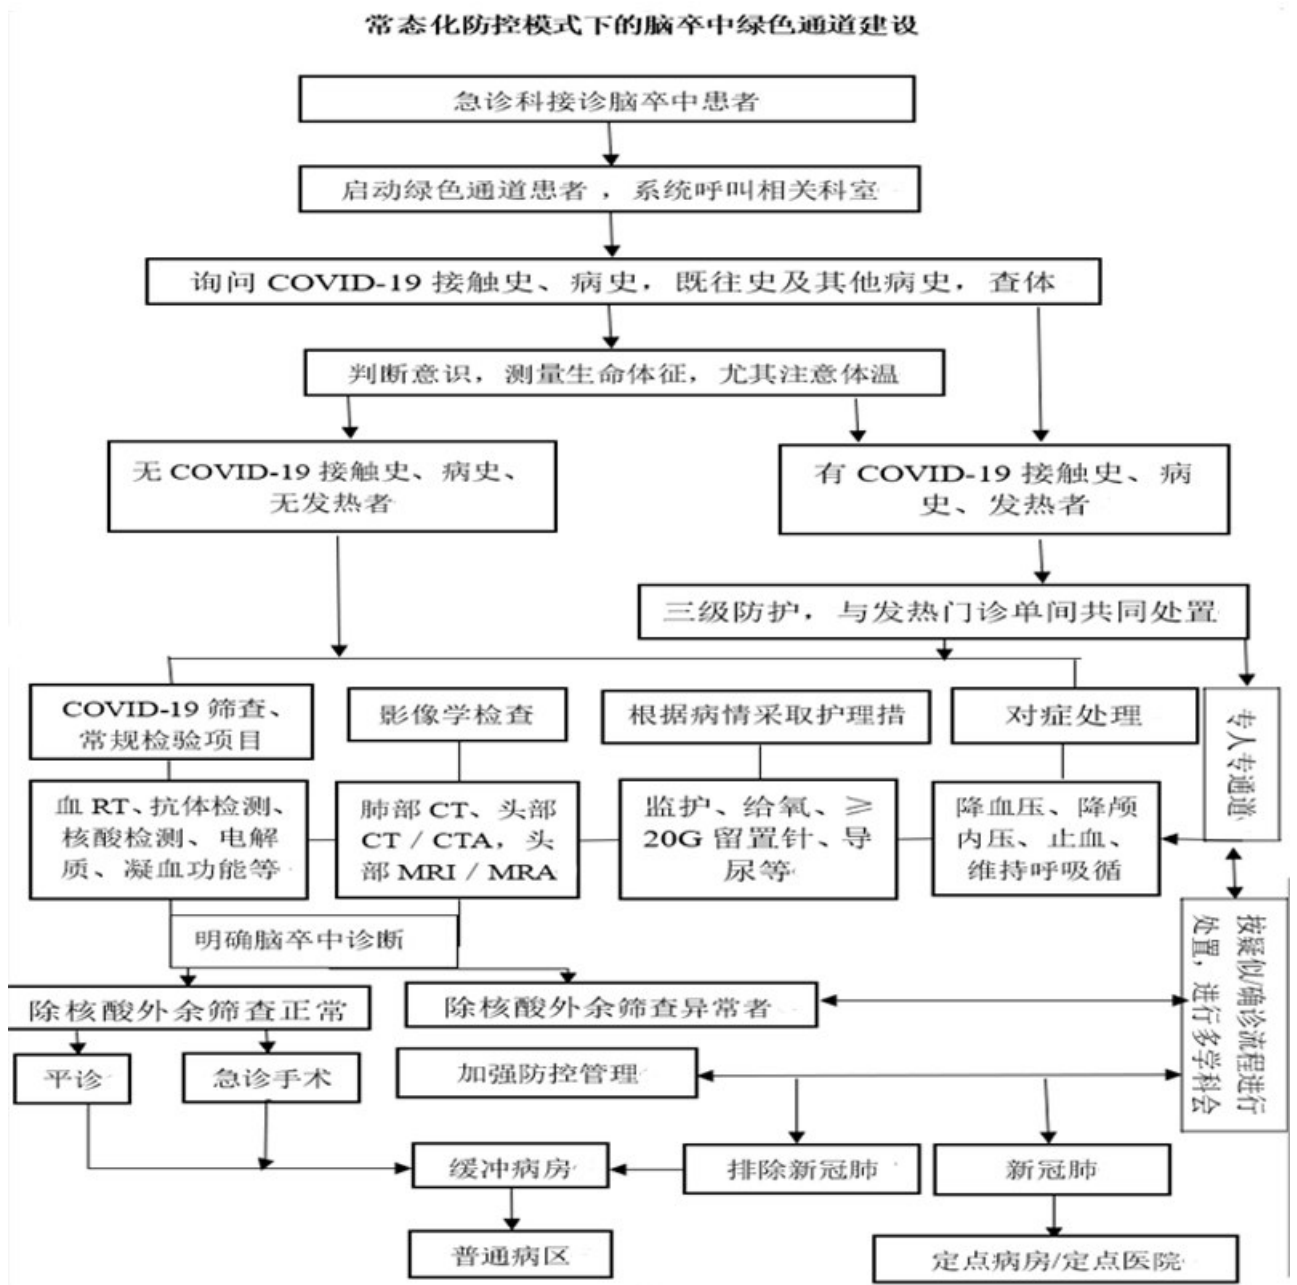 常态化防控模式下的脑卒中绿色通道建设
急诊科接诊脑卒中患者
启动绿色通道患者，系统呼叫相关科室
询问 COVID-19 接触史、病史，既往史及其他病史，查体
判断意识，测量生命体征，尤其注意体温
无 COVID-19 接触史、病史、
无发热者
有 COVID-19 接触史、病
史、发热者
三级防护，与发热门诊单间共同处置
COVID-19 筛查、
常规检验项目
影像学检查
根据病情采取护理措
对症处理
专人专通道
血 RT、抗体检测、
核酸检测、电解
质、凝血功能等
肺部 CT、头部
CT / CTA，头
部 MRI / MRA
监护、给氧、≥
20G 留置针、导
尿等
降血压、降颅
内压、止血、
维持呼吸循
明确脑卒中诊断
按疑似/确诊流程进行
处置，进行多学科会
除核酸外余筛查正常
除核酸外余筛查异常者
平诊
急诊手术
加强防控管理
缓冲病房
排除新冠肺
新冠肺
普通病区
定点病房/定点医院